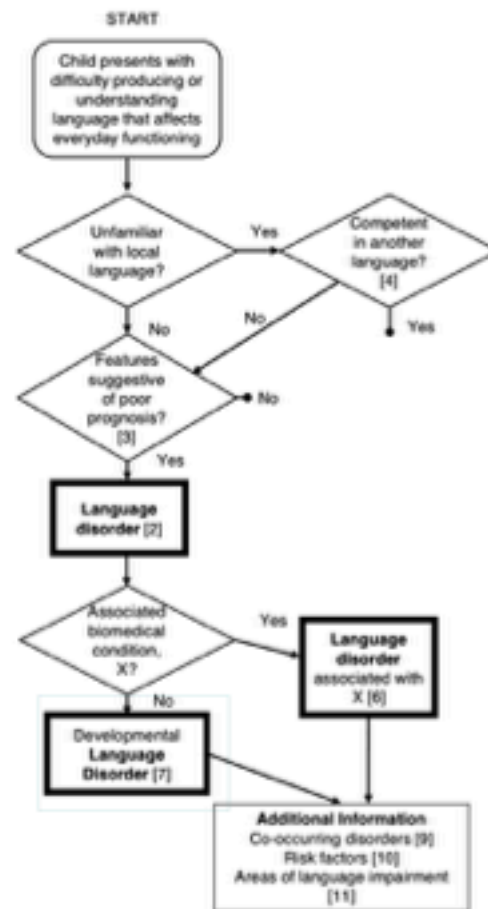 START
Child presents with
difficulty producing or
understanding
language that affects
everyday functioning
Unfamiliar
with local
language?
Yes
Competent
in another
language?
[4]
No
No
Yes
Features
suggestive
of poor
prognosis?
[3]
No
Yes
Language
disorder [2]
Associated
biomedical
condition,
X?
Yes
Language
disorder
associated with
X [6]
No
Developmental
Language
Disorder [7]
Additional Information
Co-occurring disorders [9]
Risk factors [10]
Areas of language impairment
[11]